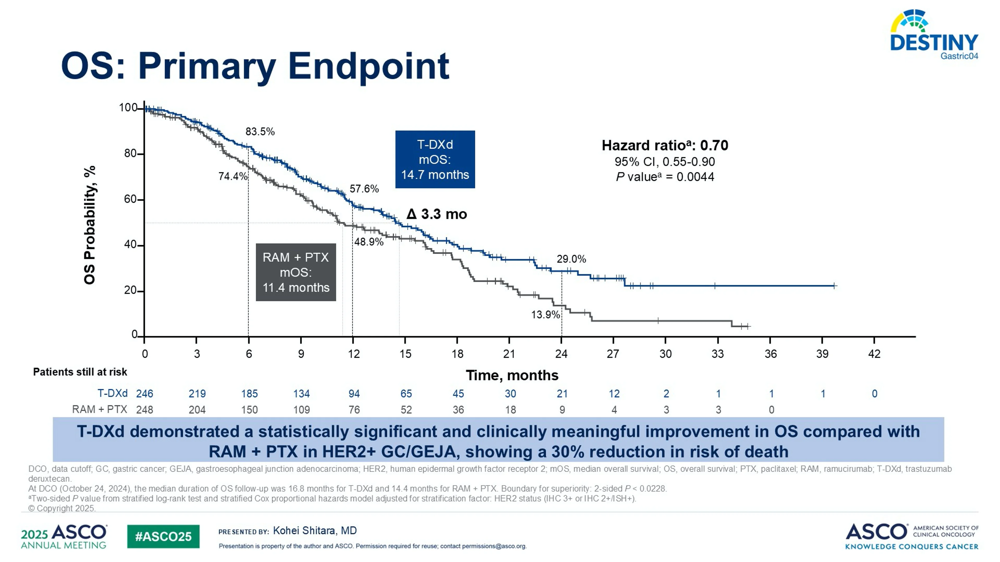 DESTINY
Gastric04
OS: Primary Endpoint
OS Probability, %
100
80
60
40
20
0
83.5%
74.4%
57.6%
48.9%
29.0%
13.9%
T-DXd
mOS:
14.7 months
Δ 3.3 mo
RAM + PTX
mOS:
11.4 months
Hazard ratioᵃ: 0.70
95% CI, 0.55-0.90
P valueᵃ = 0.0044
0 3 6 9 12 15 18 21 24 27 30 33 36 39 42
Time, months
Patients still at risk
T-DXd 246 219 185 134 94 65 45 30 21 12 2 1 1 1 0
RAM + PTX 248 204 150 109 76 52 36 18 9 4 3 3 0
T-DXd demonstrated a statistically significant and clinically meaningful improvement in OS compared with
RAM + PTX in HER2+ GC/GEJA, showing a 30% reduction in risk of death
DCO, data cutoff; GC, gastric cancer; GEJA, gastroesophageal junction adenocarcinoma; HER2, human epidermal growth factor receptor 2; mOS, median overall survival; OS, overall survival; PTX, paclitaxel; RAM, ramucirumab; T-DXd, trastuzumab
deruxtecan.
At DCO (October 24, 2024), the median duration of OS follow-up was 16.8 months for T-DXd and 14.4 months for RAM + PTX. Boundary for superiority: 2-sided P < 0.0228.
ᵃTwo-sided P value from stratified log-rank test and stratified Cox proportional hazards model adjusted for stratification factor: HER2 status (IHC 3+ or IHC 2+/ISH+).
© Copyright 2025.
2025 ASCO®
ANNUAL MEETING
#ASCO25
PRESENTED BY: Kohei Shitara, MD
Presentation is property of the author and ASCO. Permission required for reuse; contact permissions@asco.org.
ASCO® AMERICAN SOCIETY OF
CLINICAL ONCOLOGY
KNOWLEDGE CONQUERS CANCER